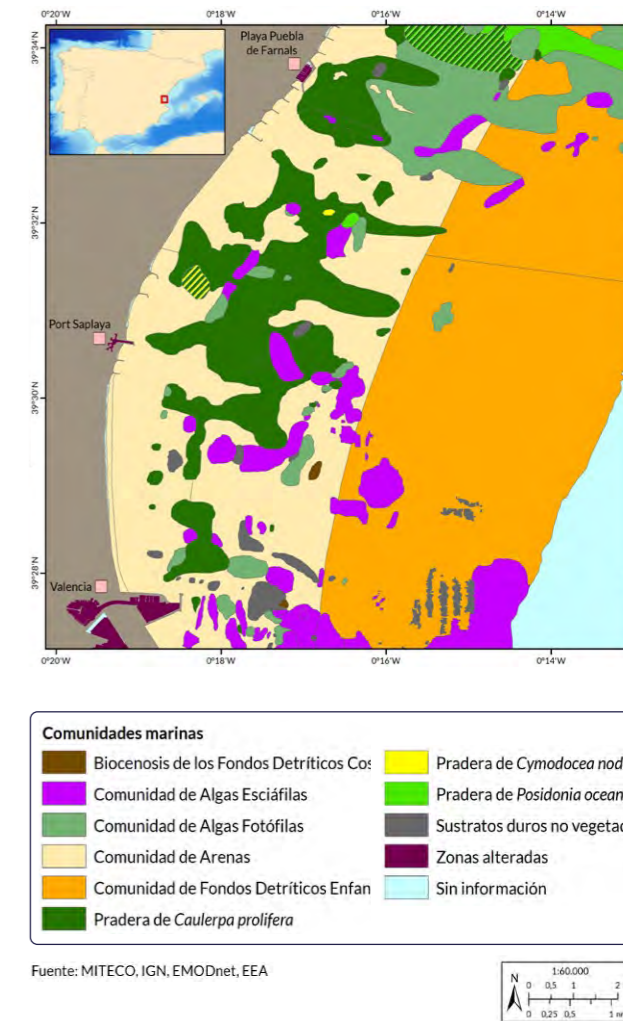 0°20'W 0°18'W 0°16'W 0°14'W
39°34'N
Playa Puebla
de Farnals
39°32'N
Port Saplaya
39°30'N
39°28'N
Valencia
0°20'W 0°18'W 0°16'W 0°14'W
Comunidades marinas
Biocenosis de los Fondos Detríticos Cos
Comunidad de Algas Esciáfilas
Comunidad de Algas Fotófilas
Comunidad de Arenas
Comunidad de Fondos Detríticos Enfan
Pradera de Caulerpa prolifera
Pradera de Cymodocea nod
Pradera de Posidonia ocean
Sustratos duros no vegetad
Zonas alteradas
Sin información
Fuente: MITECO, IGN, EMODnet, EEA
N
1:60.000
0 0,5 1 2
0 0,25 0,5 1